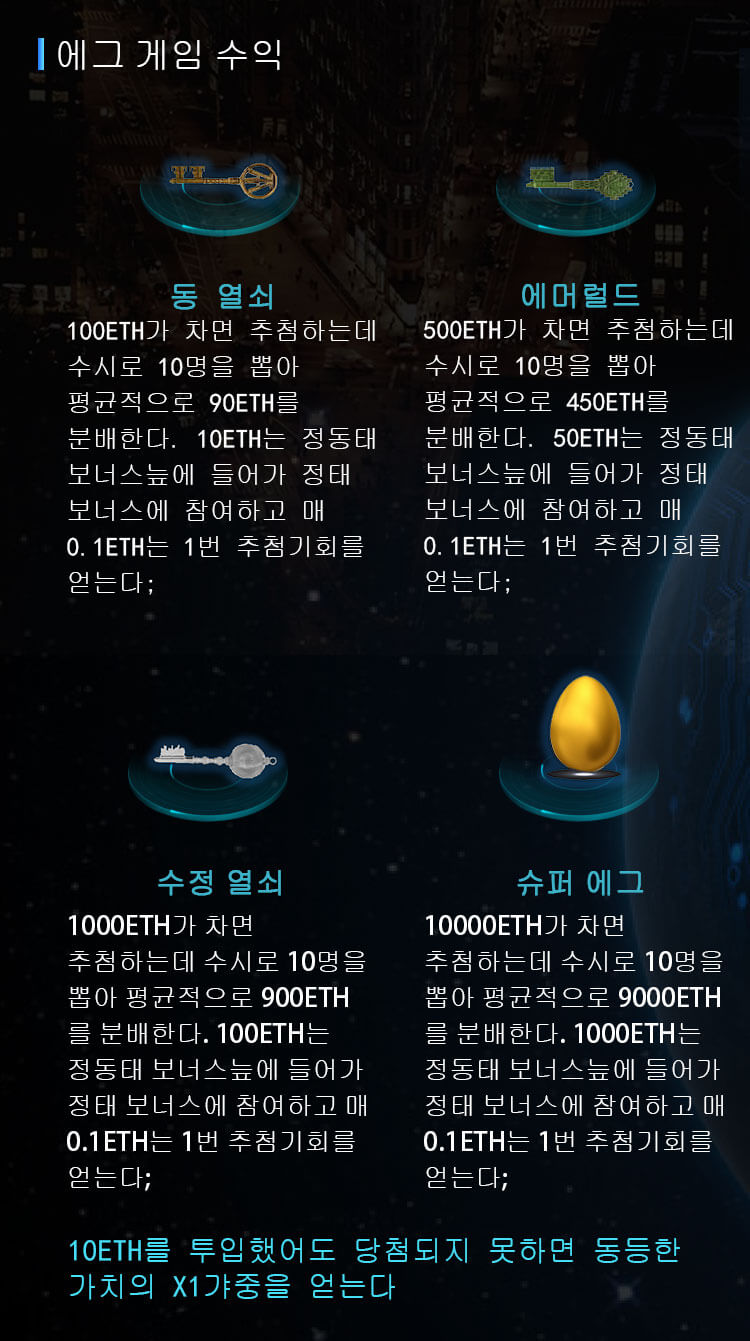 에그 게임 수익
동 열쇠
100ETH가 차면 추첨하는데
수시로 10명을 뽑아
평균적으로 90ETH를
분배한다. 10ETH는 정동태
보너스늪에 들어가 정태
보너스에 참여하고 매
0.1ETH는 1번 추첨기회를
얻는다;
에머럴드
500ETH가 차면 추첨하는데
수시로 10명을 뽑아
평균적으로 450ETH를
분배한다. 50ETH는 정동태
보너스늪에 들어가 정태
보너스에 참여하고 매
0.1ETH는 1번 추첨기회를
얻는다;
수정 열쇠
1000ETH가 차면
추첨하는데 수시로 10명을
뽑아 평균적으로 900ETH
를 분배한다. 100ETH는
정동태 보너스늪에 들어가
정태 보너스에 참여하고 매
0.1ETH는 1번 추첨기회를
얻는다;
슈퍼 에그
10000ETH가 차면
추첨하는데 수시로 10명을
뽑아 평균적으로 9000ETH
를 분배한다. 1000ETH는
정동태 보너스늪에 들어가
정태 보너스에 참여하고 매
0.1ETH는 1번 추첨기회를
얻는다;
10ETH를 투입했어도 당첨되지 못하면 동등한
가치의 X1갸중을 얻는다